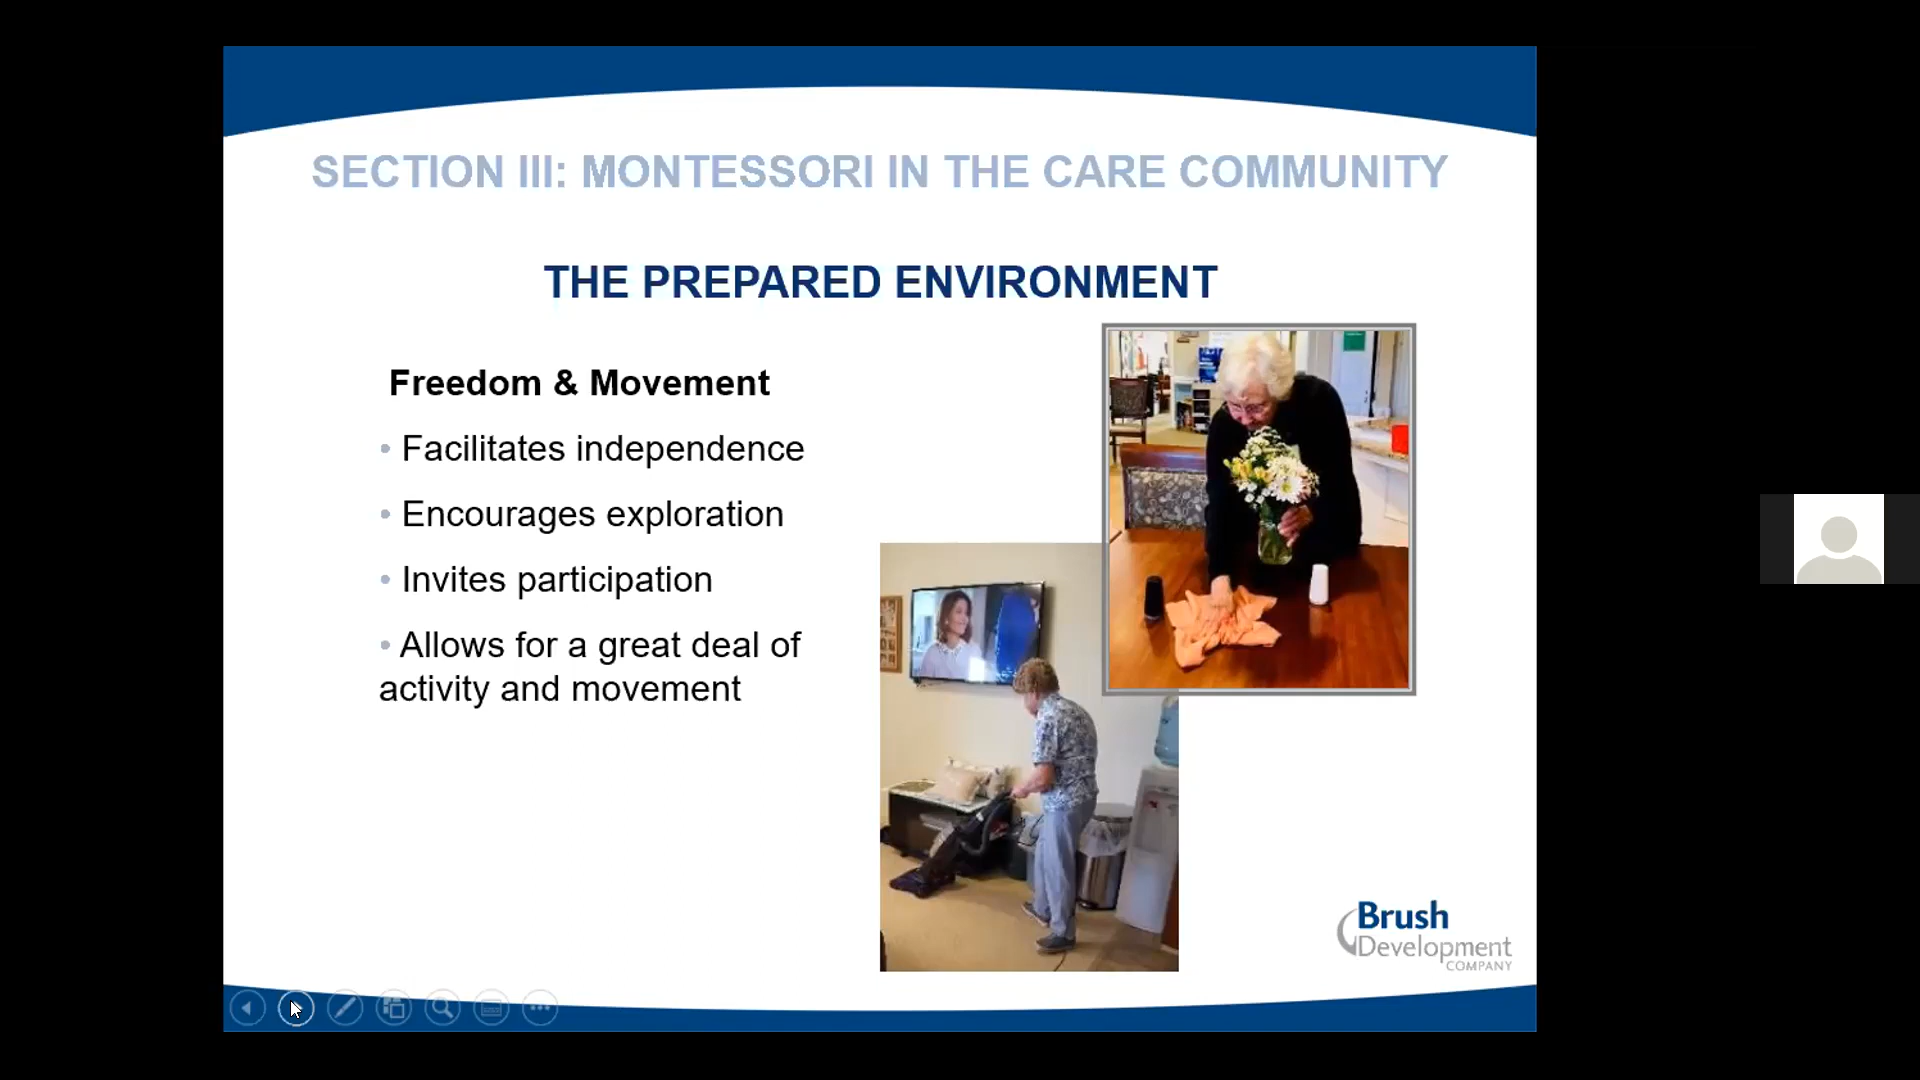 SECTION III: MONTESSORI IN THE CARE COMMUNITY
THE PREPARED ENVIRONMENT
Freedom & Movement
• Facilitates independence
• Encourages exploration
• Invites participation
• Allows for a great deal of
activity and movement
Brush
Development
COMPANY